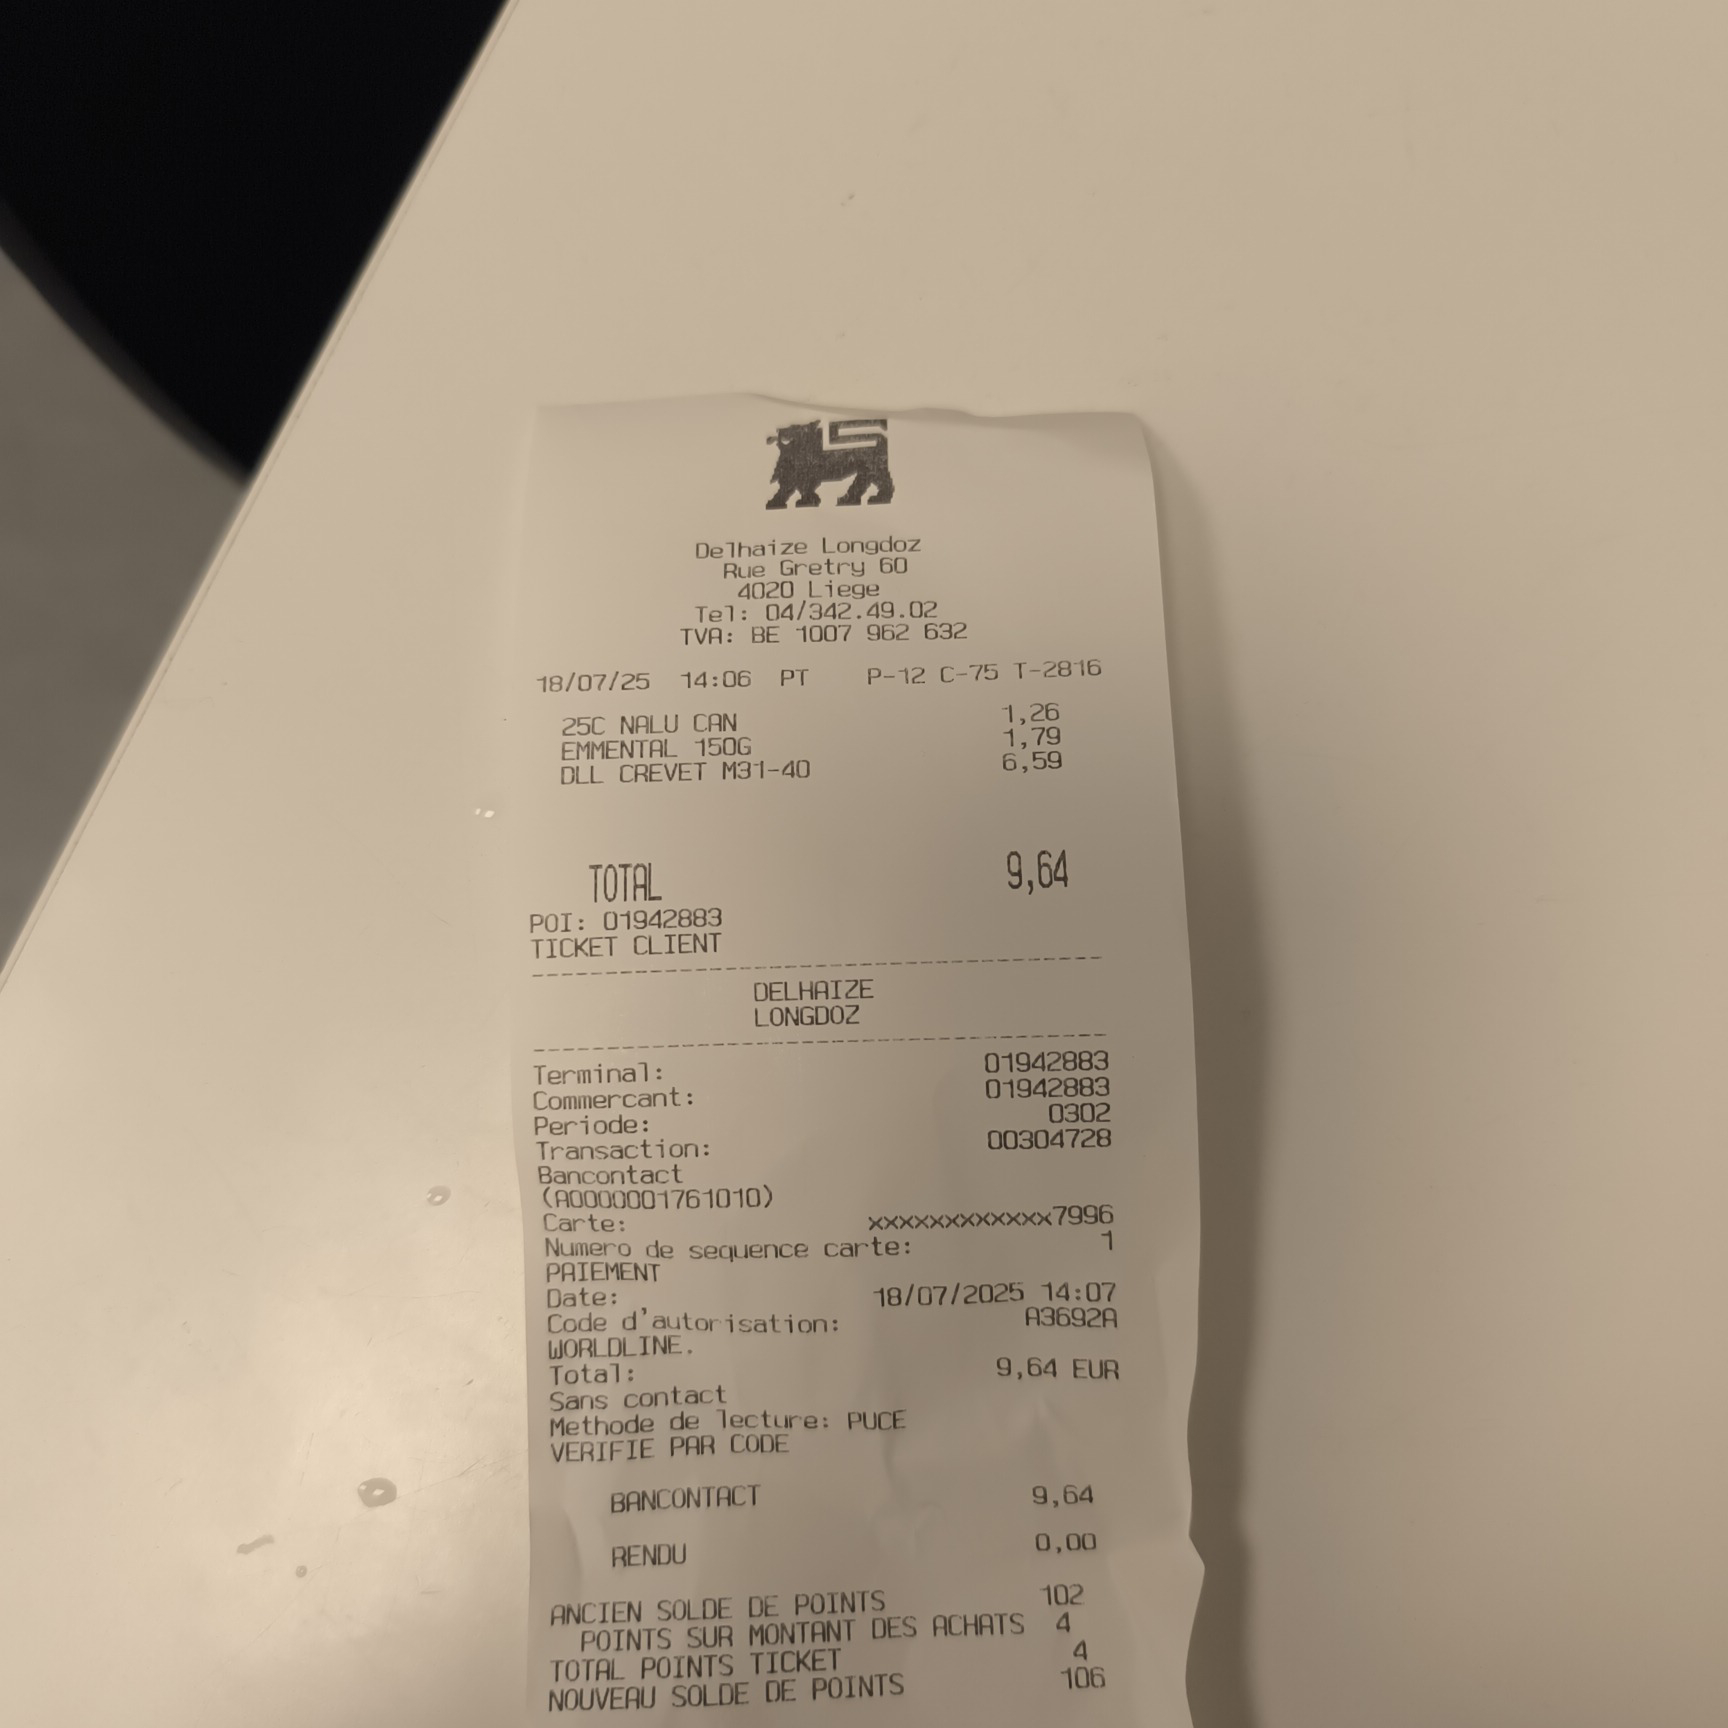 Delhaize Longdoz
Rue Gretry 60
4020 Liege
Tel: 04/342.49.02
TVA: BE 1007 962 632
18/07/25 14:06 PT P-12 C-75 T-2816
25C NALU CAN 1,26
EMMENTAL 150G 1,79
DLL CREVET M31-40 6,59
TOTAL 9,64
POI: 01942883
TICKET CLIENT
--------------------------------------
DELHAIZE
LONGDOZ
--------------------------------------
Terminal: 01942883
Commercant: 01942883
Periode: 0302
Transaction: 00304728
Bancontact
(A0000001761010)
Carte: xxxxxxxxxxxx7996
Numero de sequence carte: 1
PAIEMENT
Date: 18/07/2025 14:07
Code d'autorisation: A3692A
WORLDLINE.
Total: 9,64 EUR
Sans contact
Methode de lecture: PUCE
VERIFIE PAR CODE
BANCONTACT 9,64
RENDU 0,00
ANCIEN SOLDE DE POINTS 102
POINTS SUR MONTANT DES ACHATS 4
TOTAL POINTS TICKET 4
NOUVEAU SOLDE DE POINTS 106